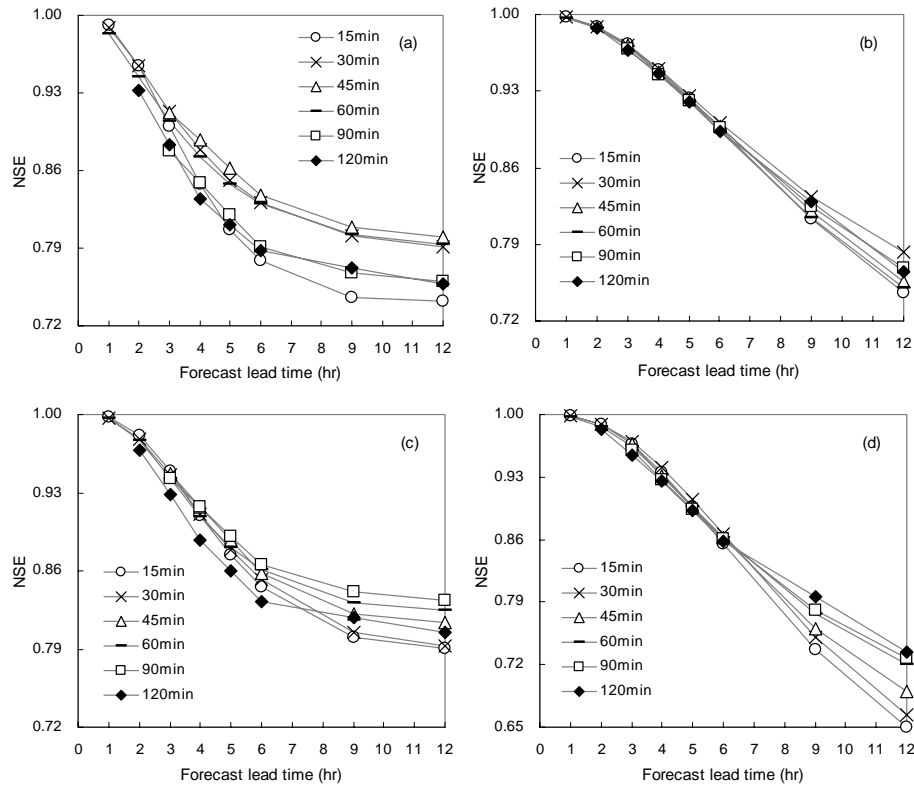 1.00
0.93
0.86
0.79
0.72
NSE
0 1 2 3 4 5 6 7 8 9 10 11 12
Forecast lead time (hr)
(a)
15min
30min
45min
60min
90min
120min
1.00
0.93
0.86
0.79
0.72
NSE
0 1 2 3 4 5 6 7 8 9 10 11 12
Forecast lead time (hr)
(b)
15min
30min
45min
60min
90min
120min
1.00
0.93
0.86
0.79
0.72
NSE
0 1 2 3 4 5 6 7 8 9 10 11 12
Forecast lead time (hr)
(c)
15min
30min
45min
60min
90min
120min
1.00
0.93
0.86
0.79
0.72
0.65
NSE
0 1 2 3 4 5 6 7 8 9 10 11 12
Forecast lead time (hr)
(d)
15min
30min
45min
60min
90min
120min